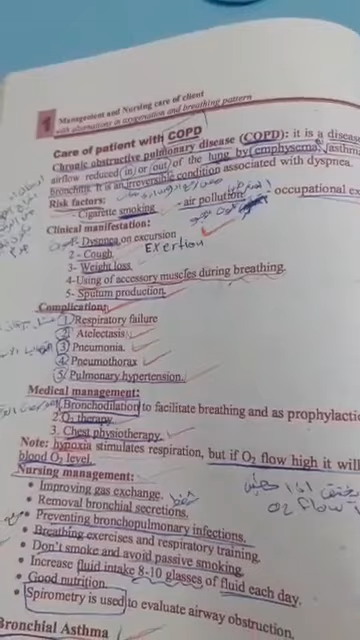 1
Management and Nursing care of client
with alternations in oxygenation and breathing pattern
Care of patient with COPD
Chronic obstructive pulmonary disease (COPD): it is a disease
airflow reduced (in) or (out) of the lung by (emphysema), (asthma
Bronchitic. It is an irreversible condition associated with dyspnea.
Risk factors:
- Cigarette smoking - air pollution - occupational ex
Clinical manifestation:
1- Dyspnea on excursion
Exertion
2- Cough
3- Weight loss
4-Using of accessory muscles during breathing.
5- Sputum production.
Complication:
1 Respiratory failure
2 Atelectasis
3 Pneumonia.
4 Pneumothorax
5 Pulmonary hypertension.
Medical management:
Bronchodilation to facilitate breathing and as prophylactic
2. O2 therapy
3. Chest physiotherapy
Note: hypoxia stimulates respiration, but if O2 flow high it will
blood O2 level.
Nursing management:
• Improving gas exchange.
• Removal bronchial secretions.
شفط
• Preventing bronchopulmonary infections.
• Breathing exercises and respiratory training.
• Don't smoke and avoid passive smoking
• Increase fluid intake 8-10 glasses of fluid each day.
• Good nutrition.
• Spirometry is used to evaluate airway obstruction.
O2 flow
Bronchial Asthma